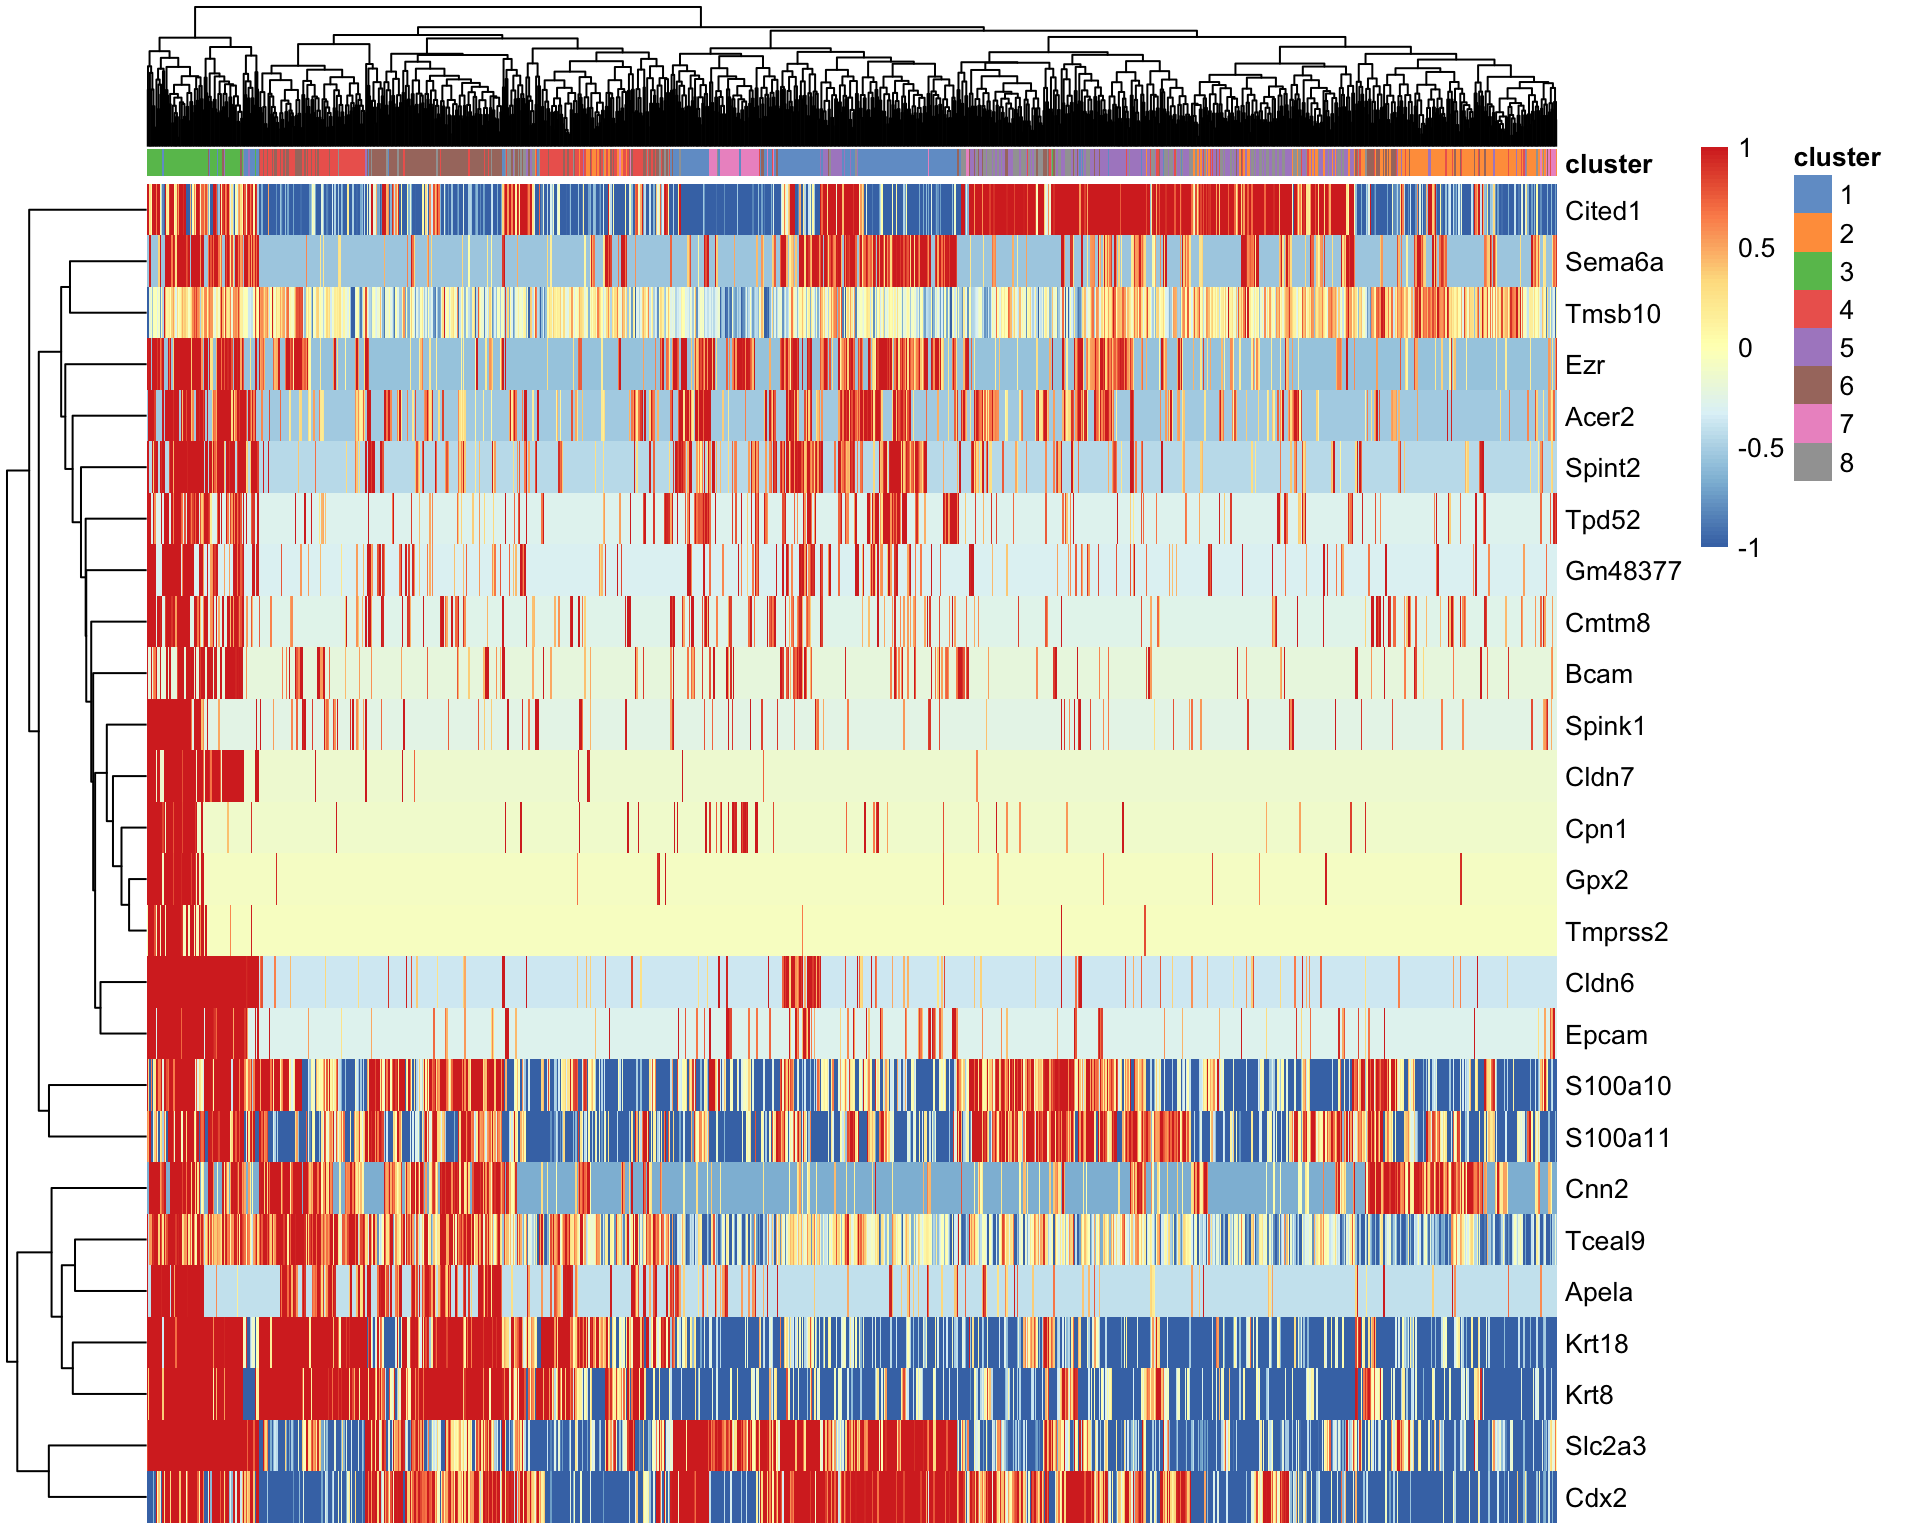 cluster
Cited1
Sema6a
Tmsb10
Ezr
Acer2
Spint2
Tpd52
Gm48377
Cmtm8
Bcam
Spink1
Cldn7
Cpn1
Gpx2
Tmprss2
Cldn6
Epcam
S100a10
S100a11
Cnn2
Tceal9
Apela
Krt18
Krt8
Slc2a3
Cdx2
1
0.5
0
-0.5
-1
cluster
1
2
3
4
5
6
7
8